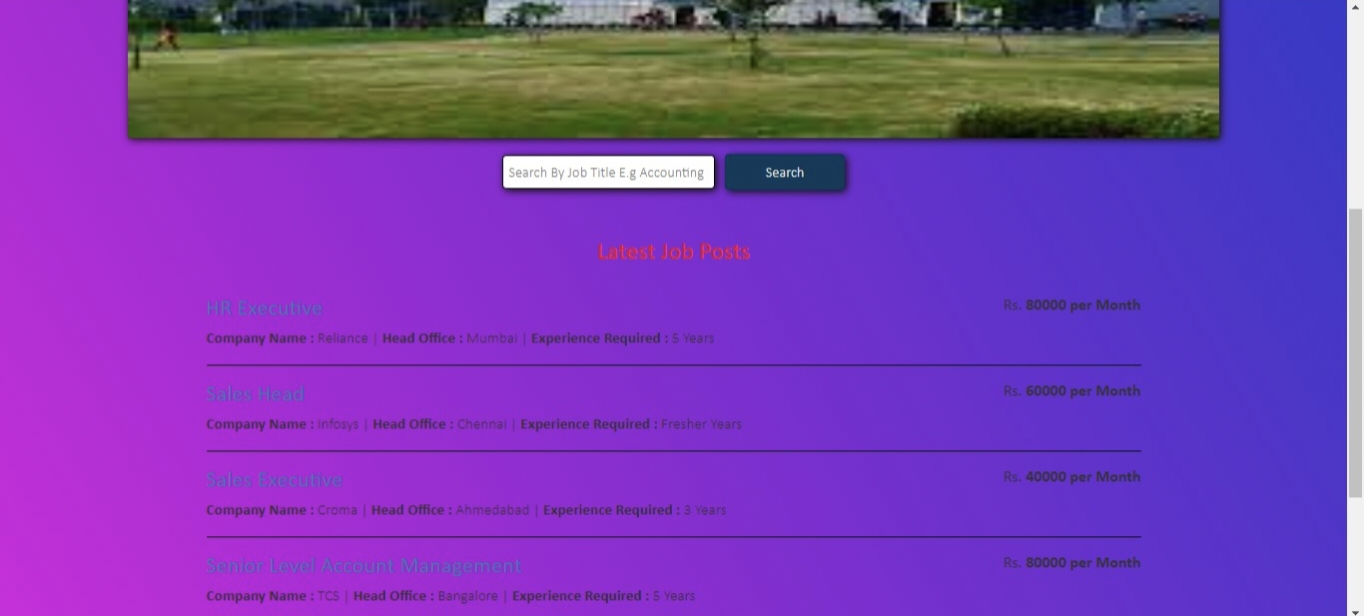 Search By Job Title E.g Accounting
Search
Latest Job Posts
HR Executive
Rs. 80000 per Month
Company Name : Reliance | Head Office : Mumbai | Experience Required : 5 Years
Sales Head
Rs. 60000 per Month
Company Name : Infosys | Head Office : Chennai | Experience Required : Fresher Years
Sales Executive
Rs. 40000 per Month
Company Name : Croma | Head Office : Ahmedabad | Experience Required : 3 Years
Senior Level Account Management
Rs. 80000 per Month
Company Name : TCS | Head Office : Bangalore | Experience Required : 5 Years